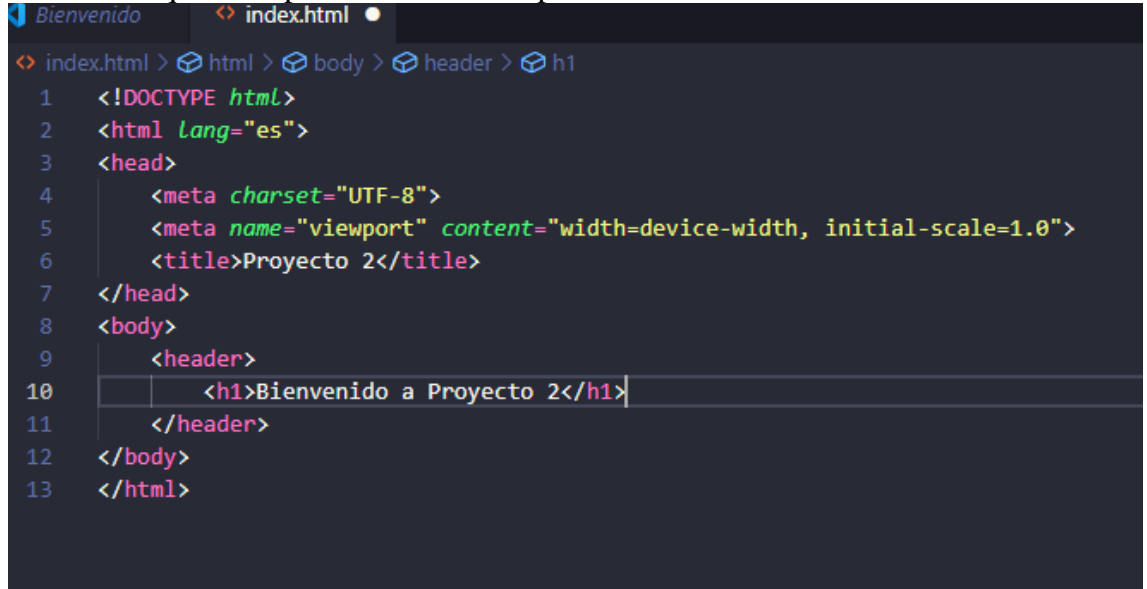 Bienvenido index.html
index.html > html > body > header > h1
1 <!DOCTYPE html>
2 <html lang="es">
3 <head>
4 <meta charset="UTF-8">
5 <meta name="viewport" content="width=device-width, initial-scale=1.0">
6 <title>Proyecto 2</title>
7 </head>
8 <body>
9 <header>
10 <h1>Bienvenido a Proyecto 2</h1>
11 </header>
12 </body>
13 </html>